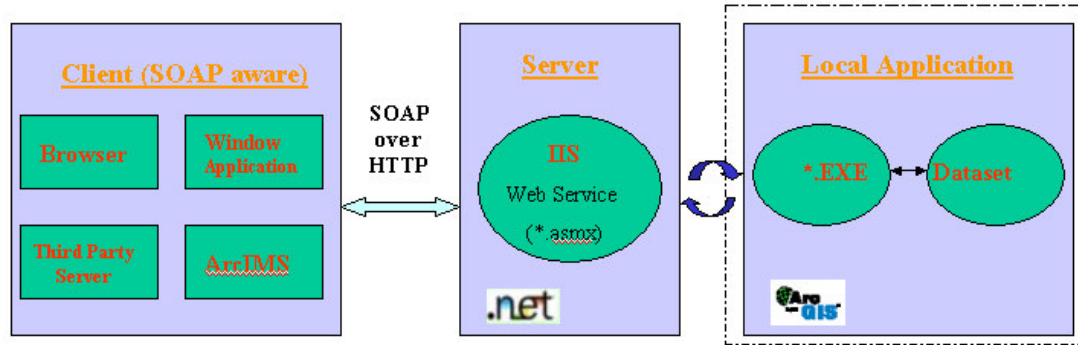 Client (SOAP aware)
Browser
Window
Application
Third Party
Server
ArcIMS
SOAP
over
HTTP
Server
IIS
Web Service
(*.asmx)
.net
Local Application
*.EXE
Dataset
Arc
GIS